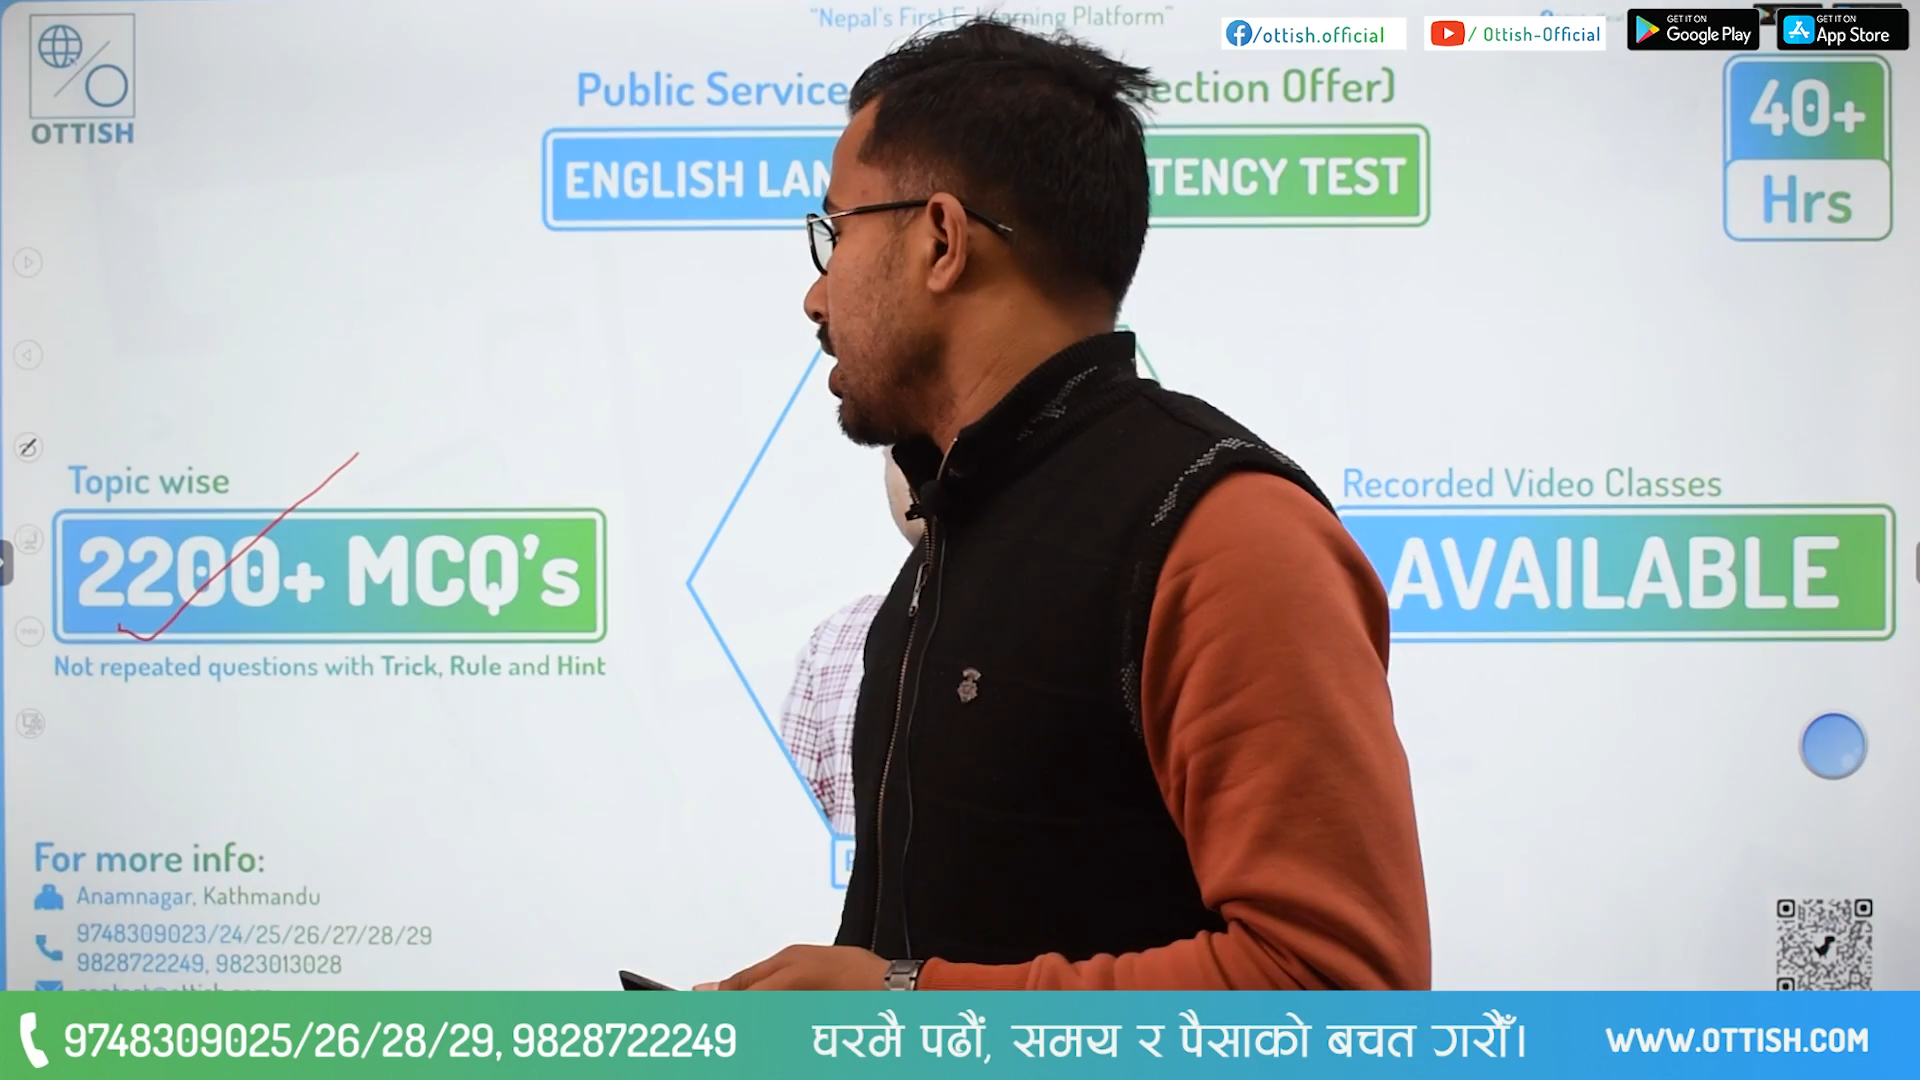 "Nepal's First E-Learning Platform"
/ottish.official
/ Ottish-Official
GET IT ON
Google Play
GET IT ON
App Store
OTTISH
Public Service
ection Offer)
ENGLISH LAN
TENCY TEST
40+
Hrs
Topic wise
2200+ MCQ's
Not repeated questions with Trick, Rule and Hint
Recorded Video Classes
AVAILABLE
For more info:
Anamnagar, Kathmandu
9748309023/24/25/26/27/28/29
9828722249, 9823013028
contact@ottish.com
9748309025/26/28/29, 9828722249
घरमै पढौं, समय र पैसाको बचत गरौँ।
WWW.OTTISH.COM